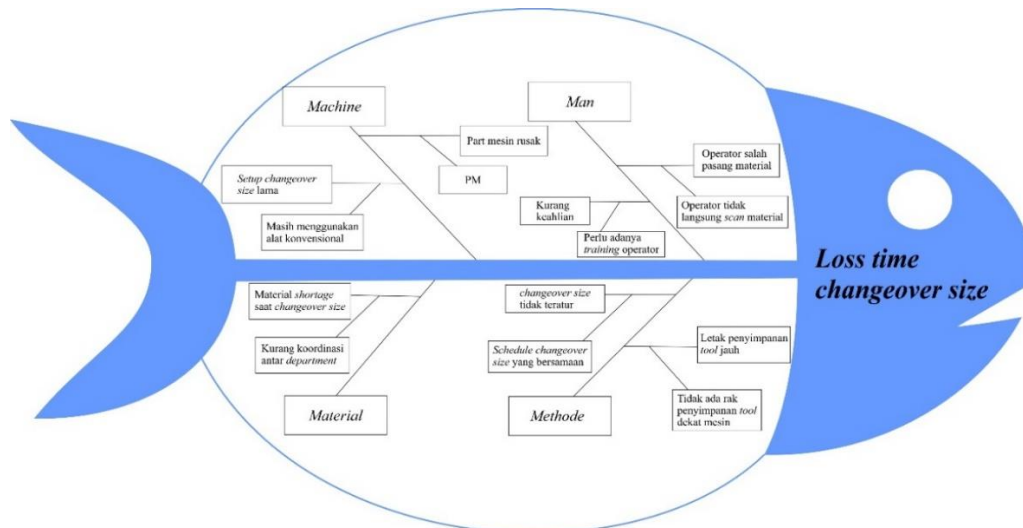 Machine
Part mesin rusak
PM
Setup changeover
size lama
Masih menggunakan
alat konvensional
Man
Operator salah
pasang material
Operator tidak
langsung scan material
Kurang
keahlian
Perlu adanya
training operator
Loss time
changeover size
Material shortage
saat changeover size
Kurang koordinasi
antar department
Material
changeover size
tidak teratur
Schedule changeover
size yang bersamaan
Letak penyimpanan
tool jauh
Tidak ada rak
penyimpanan tool
dekat mesin
Methode